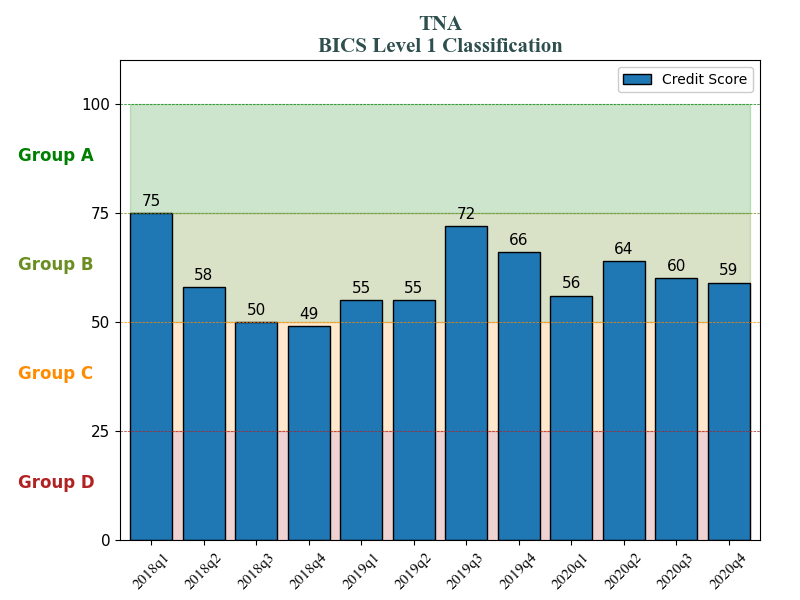 TNA
BICS Level 1 Classification
Credit Score
100
Group A
75
Group B
50
Group C
25
Group D
0
75
58
50
49
55
55
72
66
56
64
60
59
2018q1
2018q2
2018q3
2018q4
2019q1
2019q2
2019q3
2019q4
2020q1
2020q2
2020q3
2020q4